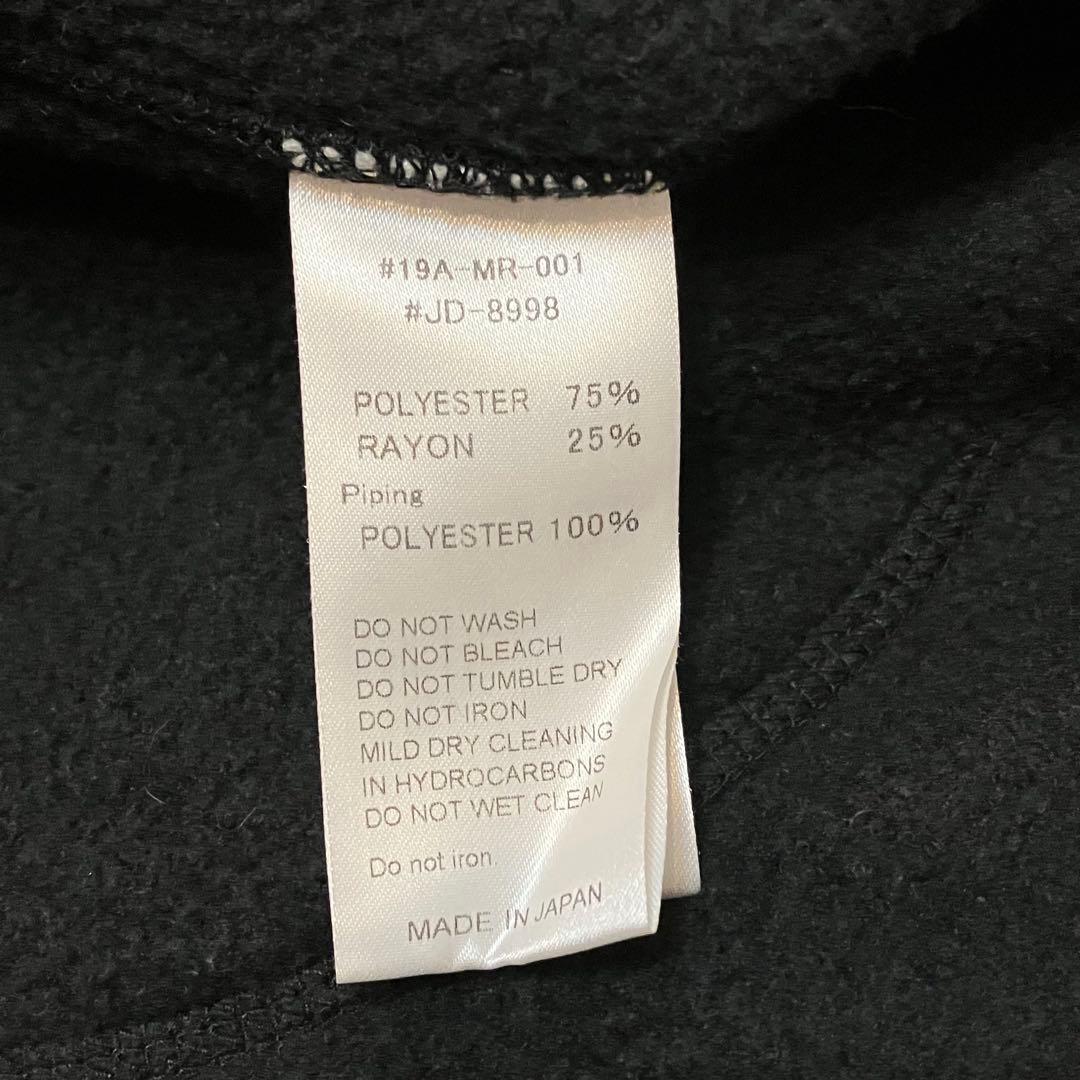 #19A-MR-001
#JD-8998
POLYESTER 75%
RAYON 25%
Piping
POLYESTER 100%
DO NOT WASH
DO NOT BLEACH
DO NOT TUMBLE DRY
DO NOT IRON
MILD DRY CLEANING
IN HYDROCARBONS
DO NOT WET CLEAN
Do not iron.
MADE IN JAPAN